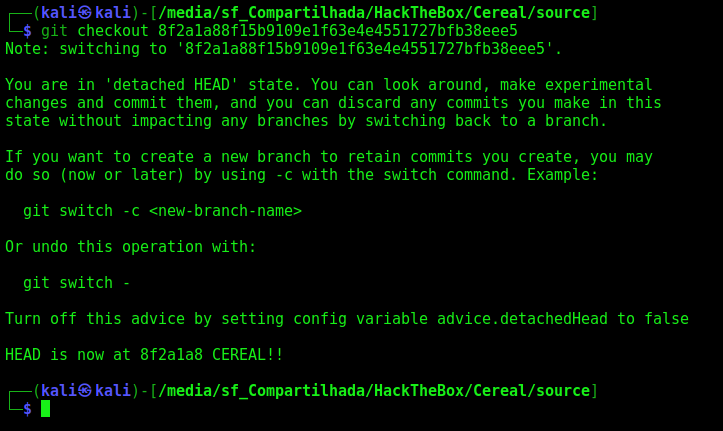 ┌──(kali㉿kali)-[/media/sf_Compartilhada/HackTheBox/Cereal/source]
└─$ git checkout 8f2a1a88f15b9109e1f63e4e4551727bfb38eee5
Note: switching to '8f2a1a88f15b9109e1f63e4e4551727bfb38eee5'.

You are in 'detached HEAD' state. You can look around, make experimental
changes and commit them, and you can discard any commits you make in this
state without impacting any branches by switching back to a branch.

If you want to create a new branch to retain commits you create, you may
do so (now or later) by using -c with the switch command. Example:

  git switch -c <new-branch-name>

Or undo this operation with:

  git switch -

Turn off this advice by setting config variable advice.detachedHead to false

HEAD is now at 8f2a1a8 CEREAL!!

┌──(kali㉿kali)-[/media/sf_Compartilhada/HackTheBox/Cereal/source]
└─$